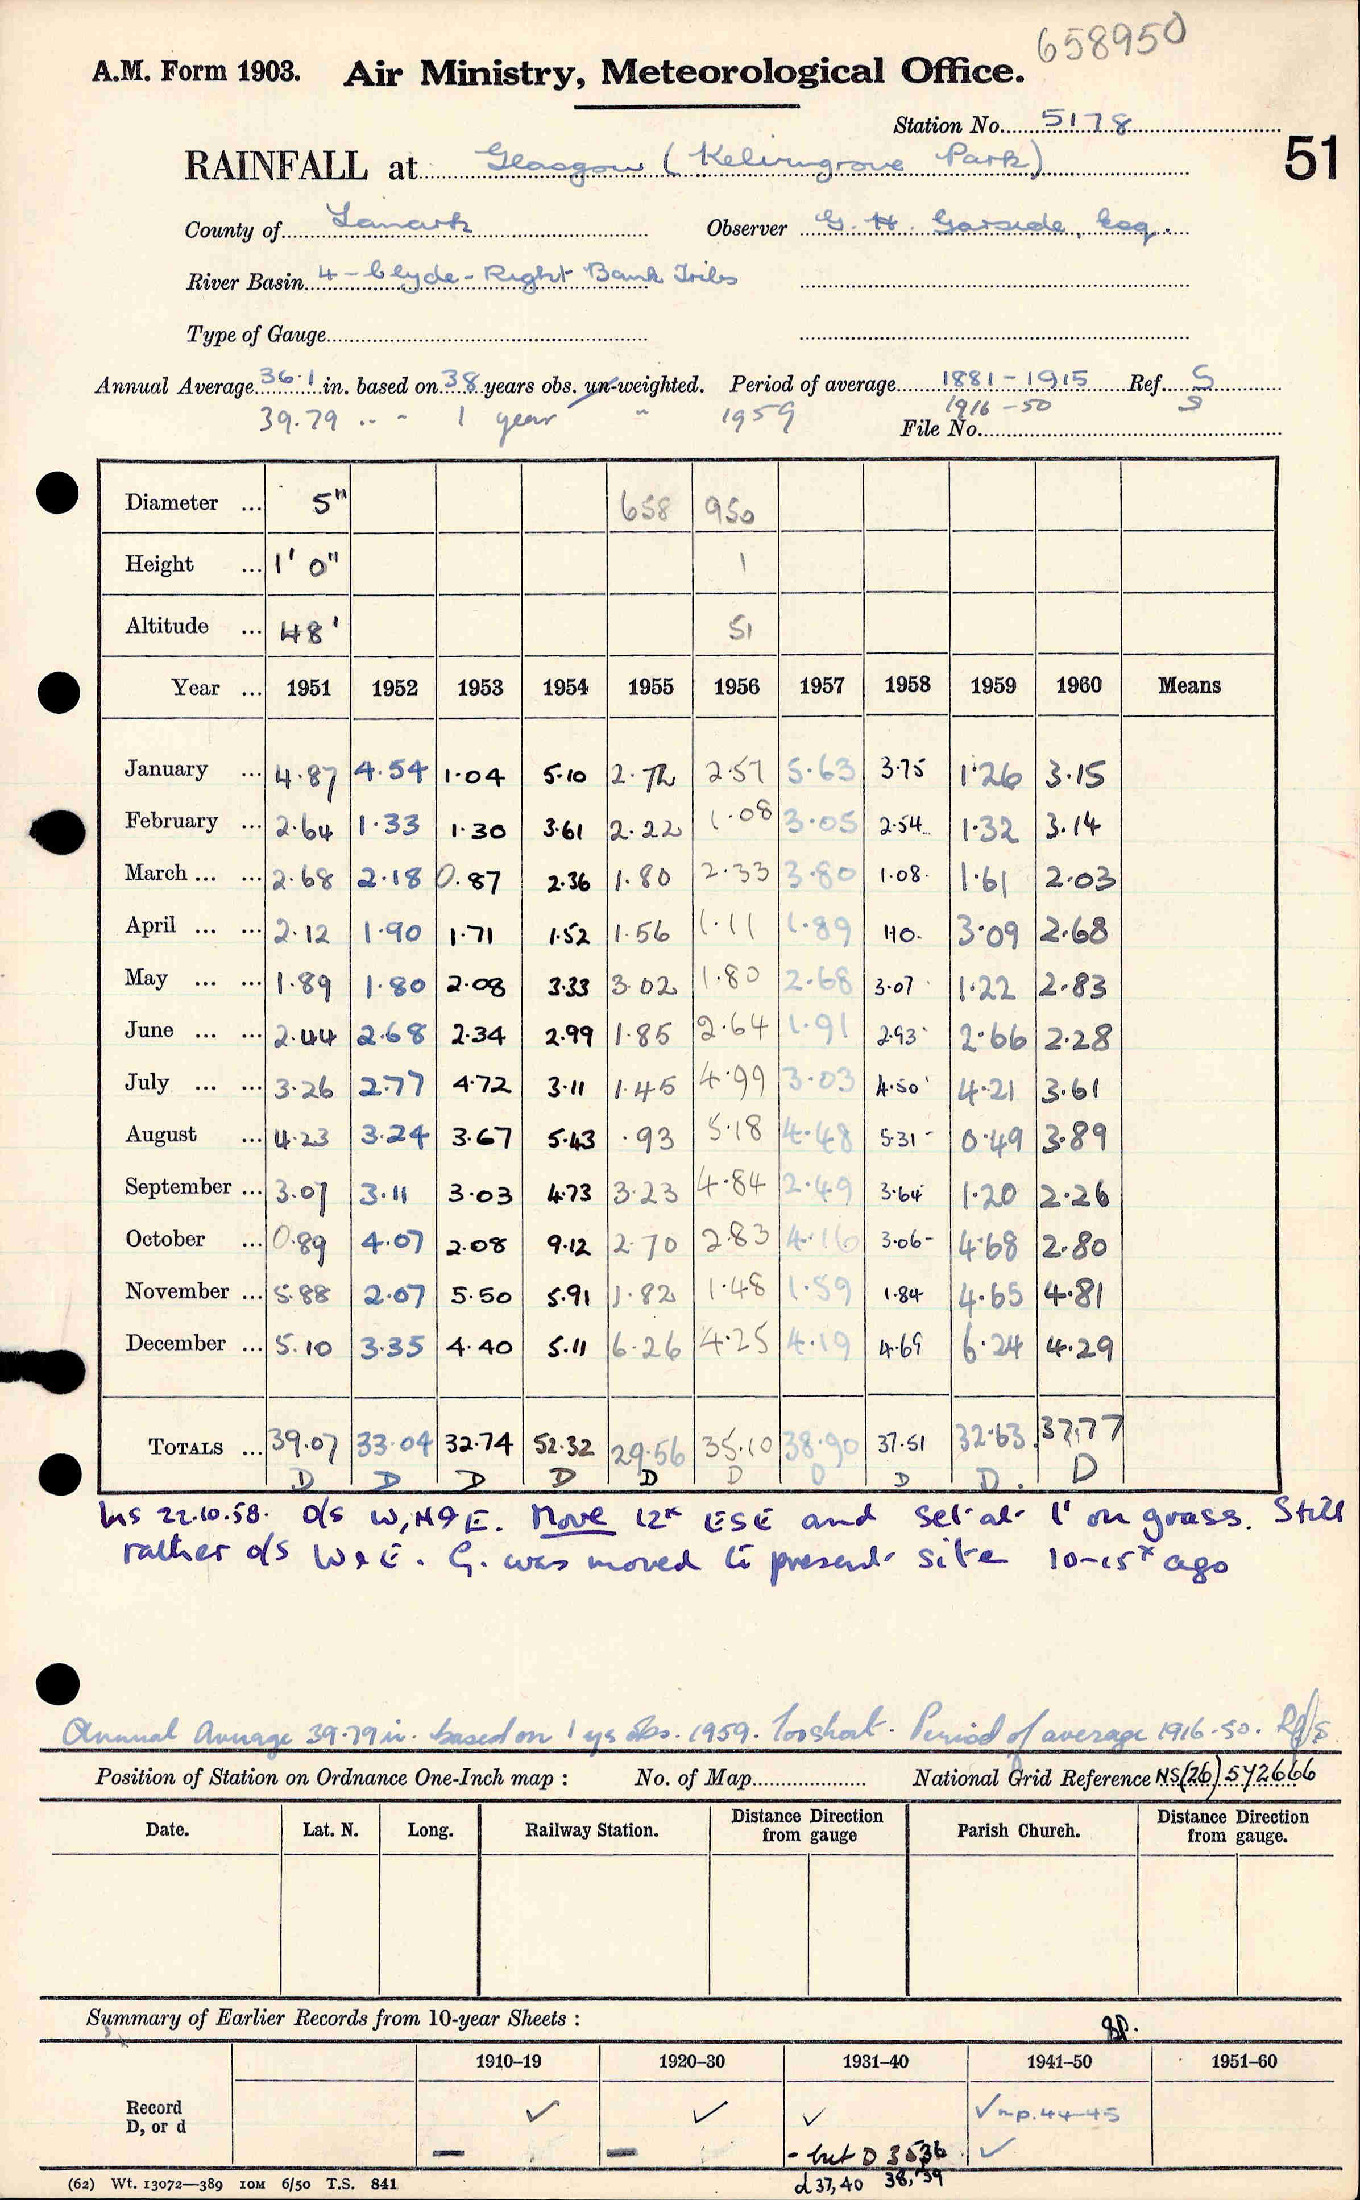 658950
A.M. Form 1903. Air Ministry, Meteorological Office.
Station No. 5178
51
RAINFALL at Glasgow (Kelvingrove Park)
County of Lanark Observer G. H. Garside, Esq.
River Basin 4 - Clyde - Right Bank Tribs
Type of Gauge
Annual Average 36.1 in. based on 38 years obs. un-weighted. Period of average 1881-1915 Ref. S
39.79 .. - 1 year " 1959 1916-50 S
File No.
Diameter ... 5" 658 950
Height ... 1' 0" 1
Altitude ... 48' 51
Year ... 1951 1952 1953 1954 1955 1956 1957 1958 1959 1960 Means
January ... 4.87 4.54 1.04 5.10 2.72 2.57 5.63 3.75 1.26 3.15
February ... 2.64 1.33 1.30 3.61 2.22 1.08 3.05 2.54 1.32 3.14
March ... ... 2.68 2.18 0.87 2.36 1.80 2.33 3.80 1.08 1.61 2.03
April ... ... 2.12 1.90 1.71 1.52 1.56 1.11 1.89 1.10 3.09 2.68
May ... ... 1.89 1.80 2.08 3.33 3.02 1.80 2.68 3.07 1.22 2.83
June ... ... 2.44 2.68 2.34 2.99 1.85 2.64 1.91 2.93 2.66 2.28
July ... ... 3.26 2.77 4.72 3.11 1.45 4.99 3.03 4.50 4.21 3.61
August ... 4.23 3.24 3.67 5.43 .93 5.18 4.48 5.31 0.49 3.89
September ... 3.07 3.11 3.03 4.73 3.23 4.84 2.49 3.64 1.20 2.26
October ... 0.89 4.07 2.08 9.12 2.70 2.83 4.16 3.06 4.68 2.80
November ... 5.88 2.07 5.50 5.91 1.82 1.48 1.59 1.84 4.65 4.81
December ... 5.10 3.35 4.40 5.11 6.26 4.25 4.19 4.69 6.24 4.29
TOTALS ... 39.07 33.04 32.74 52.32 29.56 35.10 38.90 37.51 32.63 37.77
D D D D D D D D D. D
Ins 22.10.58. O/S W, N & E. Move 12x ESE and set at 1' on grass. Still
rather o/s W & E. G. was moved to present site 10-15x ago
Annual Average 39.79 in. based on 1 yrs obs. 1959. Too short. Period of average 1916-50.
Position of Station on Ordnance One-Inch map : No. of Map National Grid Reference NS(26) 572666
Date. Lat. N. Long. Railway Station. Distance Direction from gauge Parish Church. Distance Direction from gauge.
Summary of Earlier Records from 10-year Sheets :
1910-19 1920-30 1931-40 1941-50 1951-60
Record ✓ ✓ ✓ ✓ np. 44-45
D, or d - - - but D 35 36 ✓
d 37, 40 38, 39
(62) Wt. 13072—389 10M 6/50 T.S. 841